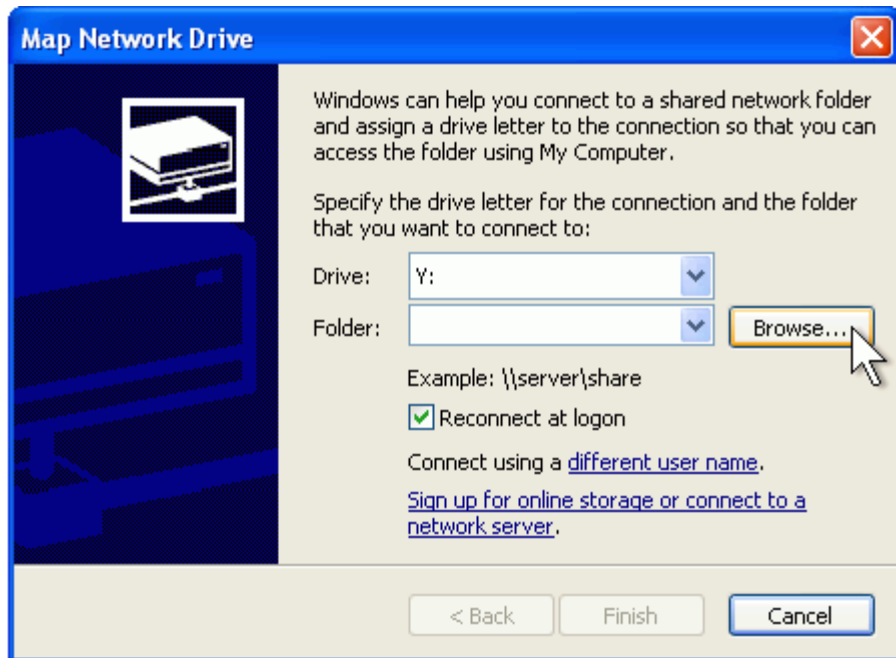 Map Network Drive
Windows can help you connect to a shared network folder
and assign a drive letter to the connection so that you can
access the folder using My Computer.
Specify the drive letter for the connection and the folder
that you want to connect to:
Drive: Y:
Folder: Browse...
Example: \\server\share
Reconnect at logon
Connect using a different user name.
Sign up for online storage or connect to a
network server.
< Back Finish Cancel